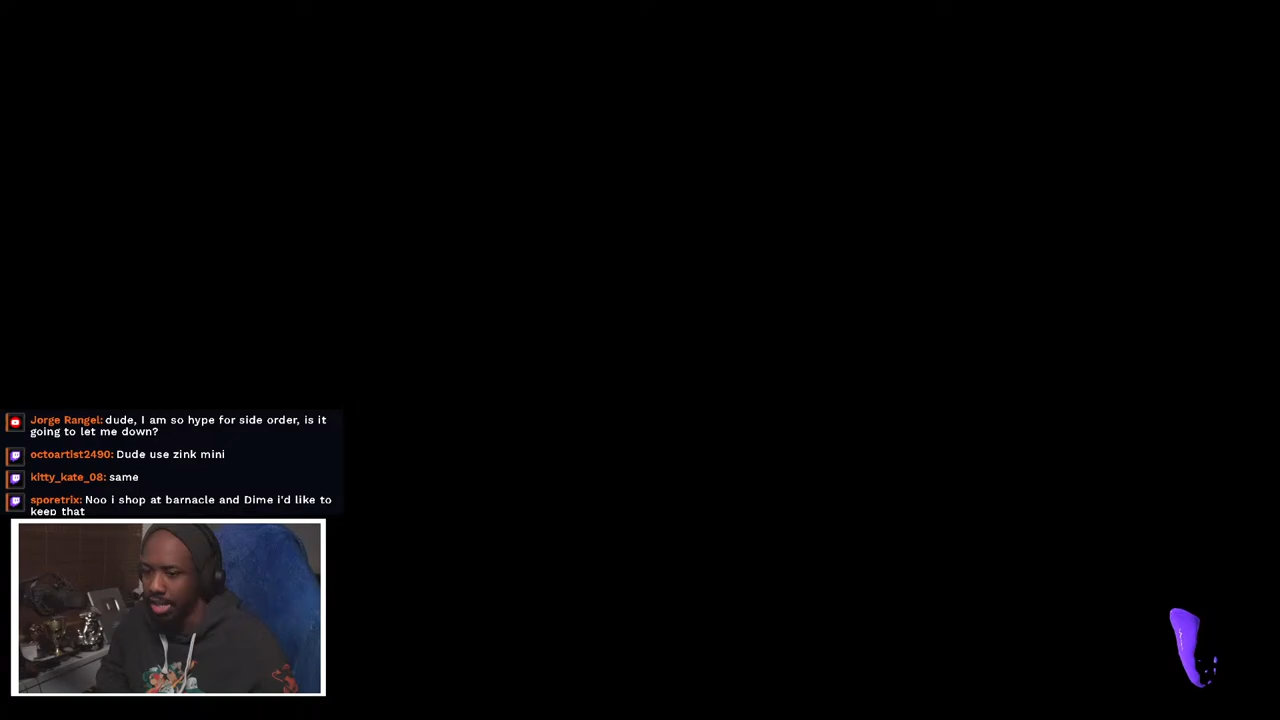 Jorge Rangel: dude, I am so hype for side order, is it
going to let me down?
octoartist2490: Dude use zink mini
kitty_kate_08: same
sporetrix: Noo i shop at barnacle and Dime i'd like to
keep that